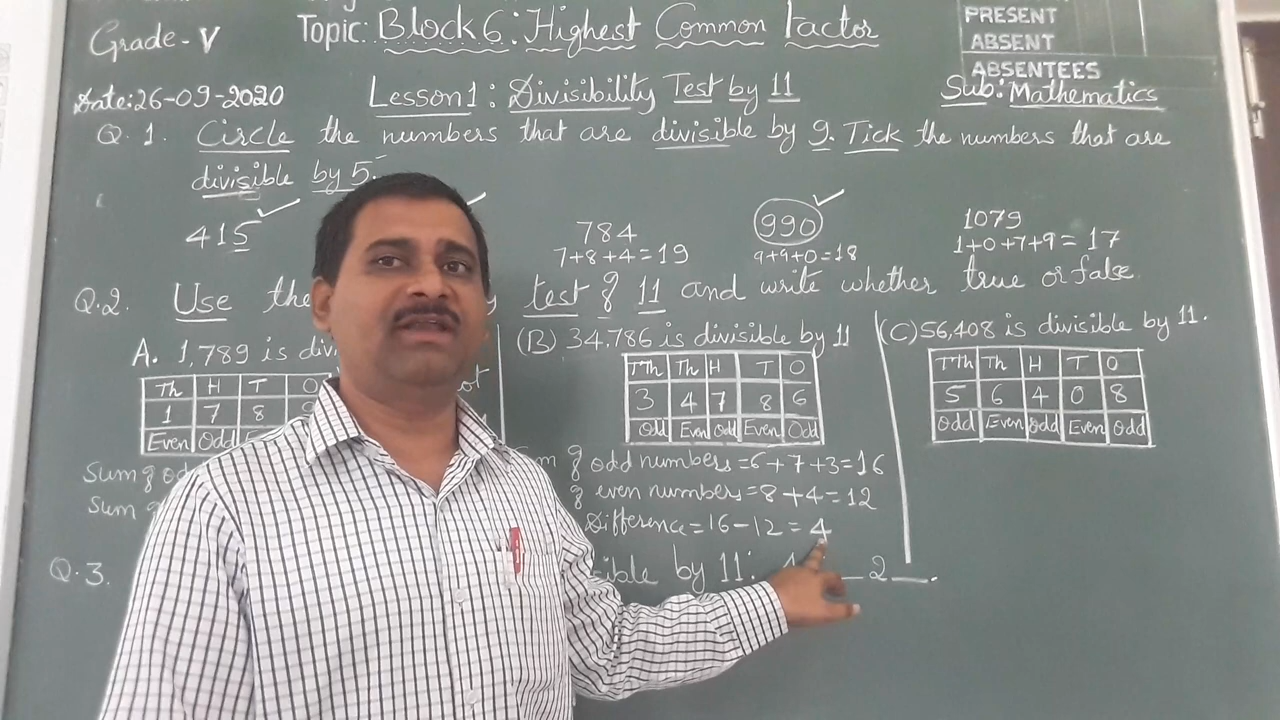 Grade - V
Topic: Block 6: Highest Common factor
PRESENT
ABSENT
ABSENTEES
Date: 26-09-2020
Lesson 1: Divisibility Test by 11
Sub: Mathematics
Q. 1. Circle the numbers that are divisible by 9. Tick the numbers that are
divisible by 5.
415
784
7+8+4=19
990
9+9+0=18
1079
1+0+7+9=17
Q.2. Use the test of 11 and write whether true or false
A. 1,789 is
Th H T O
1 7 8
Even Odd
Sum of
Sum of
not
(B) 34,786 is divisible by 11
TTh Th H T O
3 4 7 8 6
Odd Even Odd Even Odd
of odd numbers = 6+7+3=16
of even numbers = 8+4=12
Difference = 16-12=4
(C) 56,408 is divisible by 11.
TTh Th H T O
5 6 4 0 8
Odd Even Odd Even Odd
Q.3. by 11: _ 2 _.